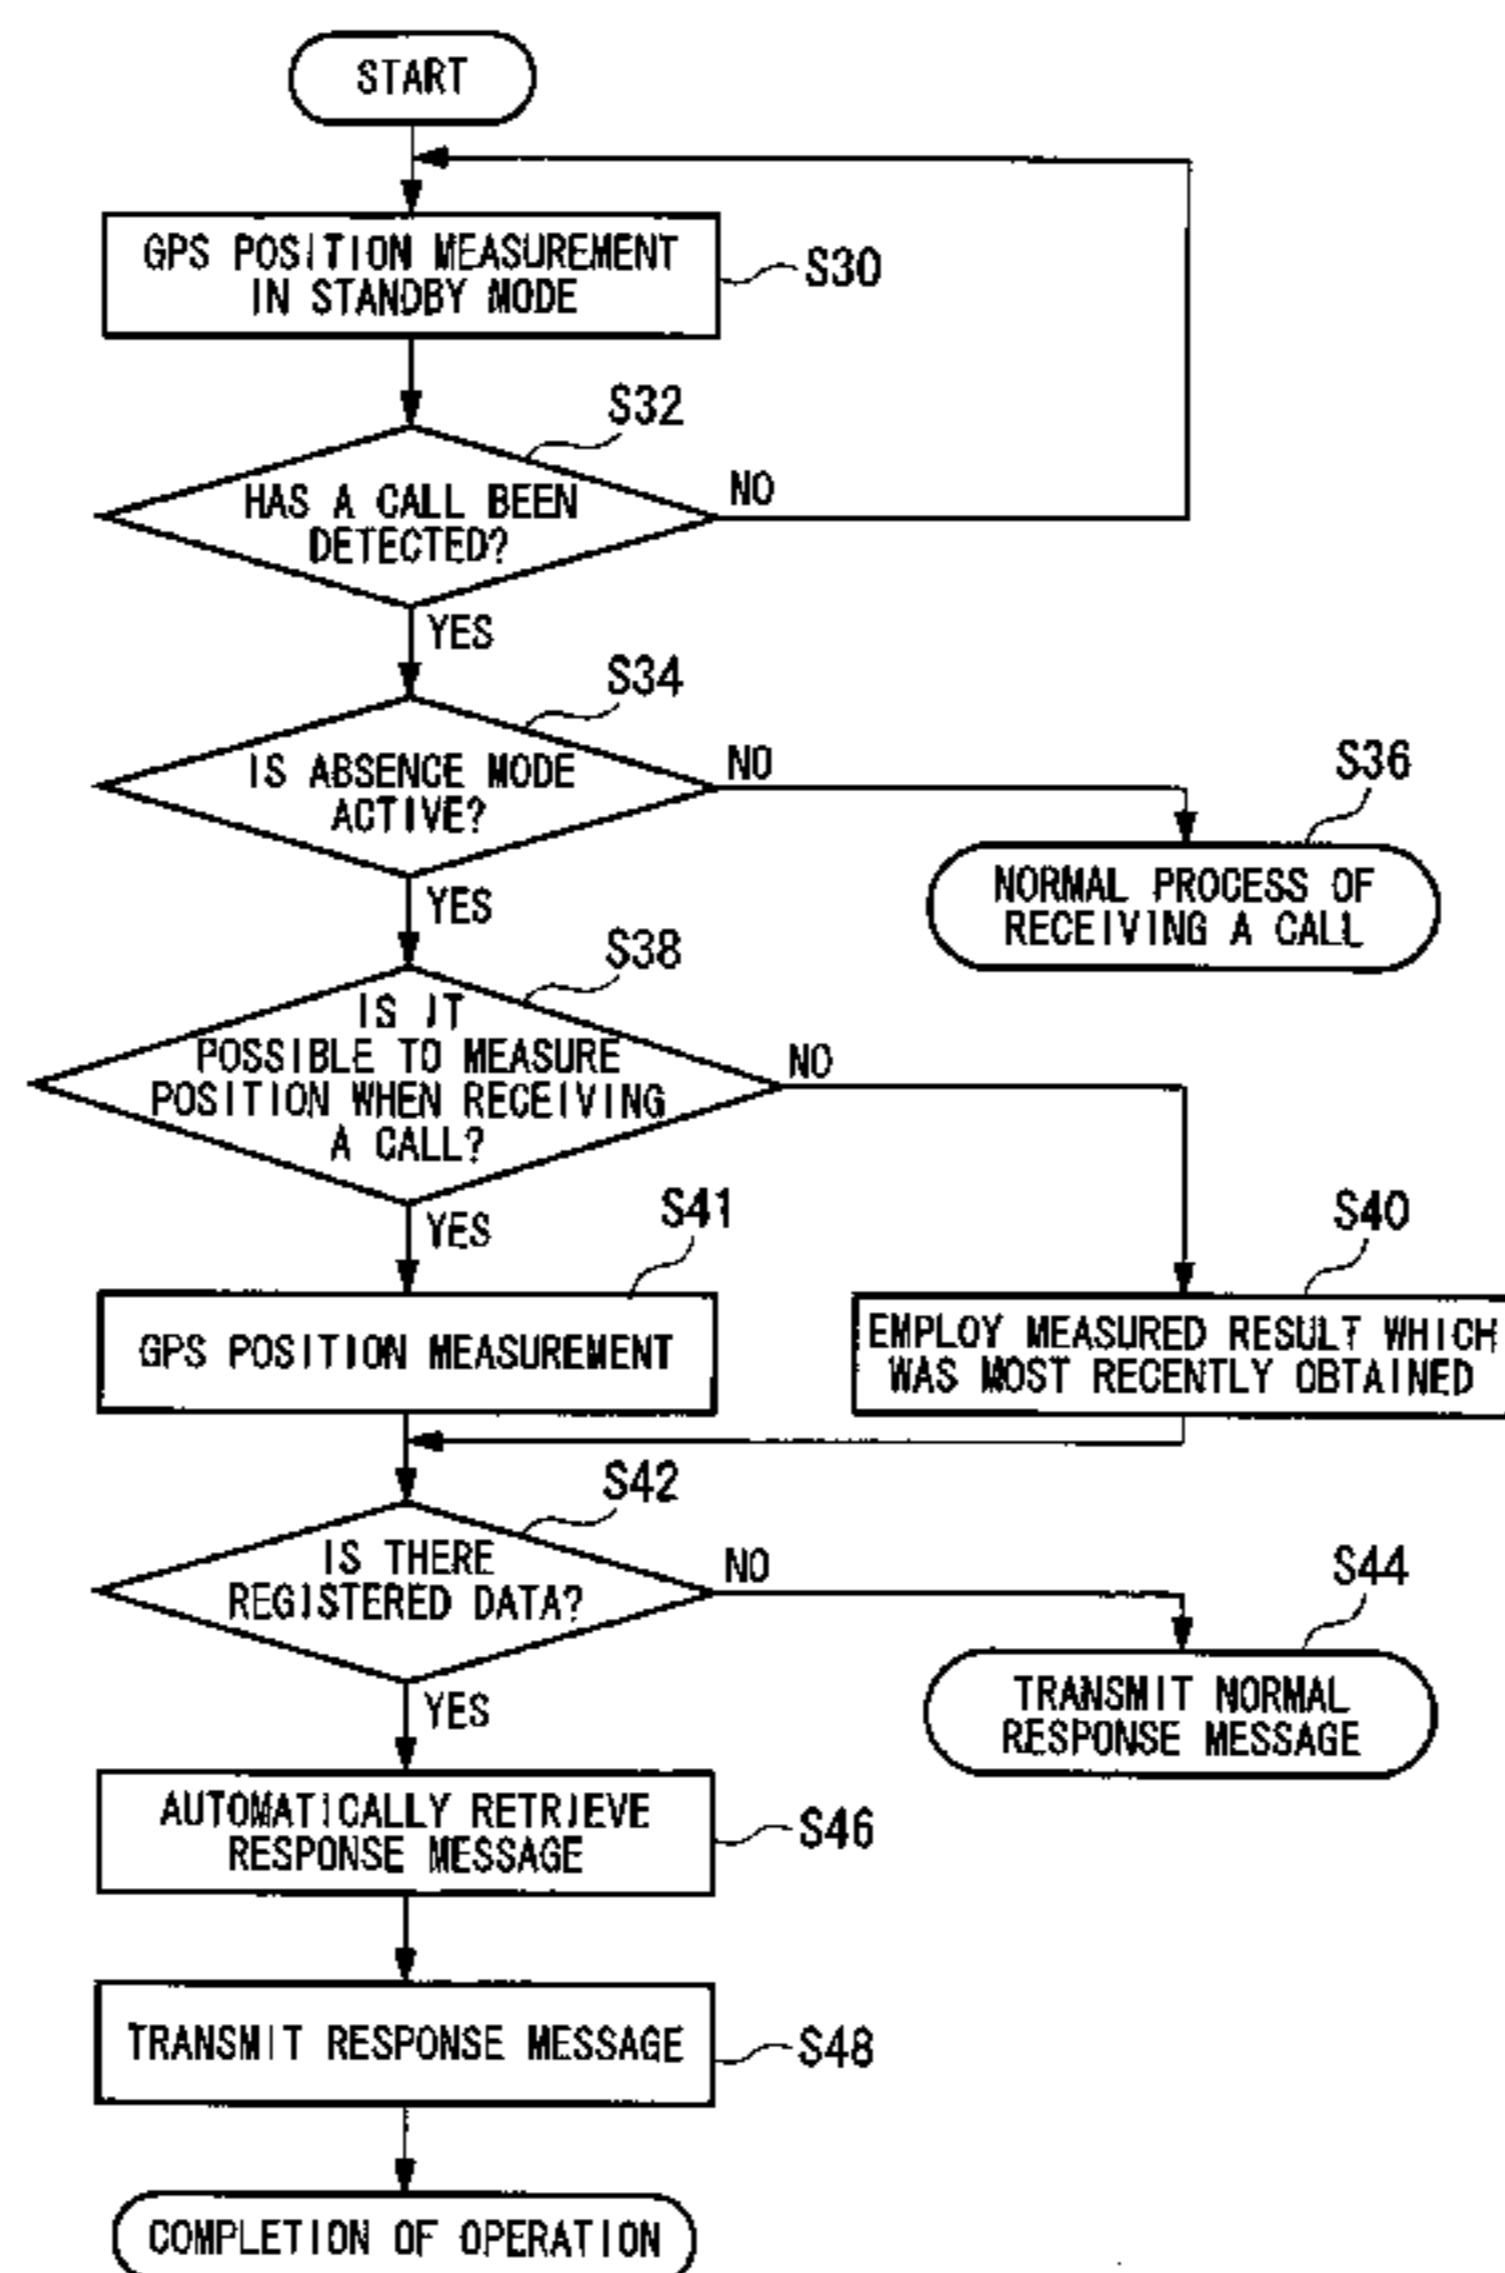 START
GPS POSITION MEASUREMENT
IN STANDBY MODE
S30
S32
HAS A CALL BEEN
DETECTED?
NO
YES
S34
IS ABSENCE MODE
ACTIVE?
NO
S36
NORMAL PROCESS OF
RECEIVING A CALL
YES
S38
IS IT
POSSIBLE TO MEASURE
POSITION WHEN RECEIVING
A CALL?
NO
YES
S41
GPS POSITION MEASUREMENT
S40
EMPLOY MEASURED RESULT WHICH
WAS MOST RECENTLY OBTAINED
S42
IS THERE
REGISTERED DATA?
NO
S44
TRANSMIT NORMAL
RESPONSE MESSAGE
YES
AUTOMATICALLY RETRIEVE
RESPONSE MESSAGE
S46
TRANSMIT RESPONSE MESSAGE
S48
COMPLETION OF OPERATION